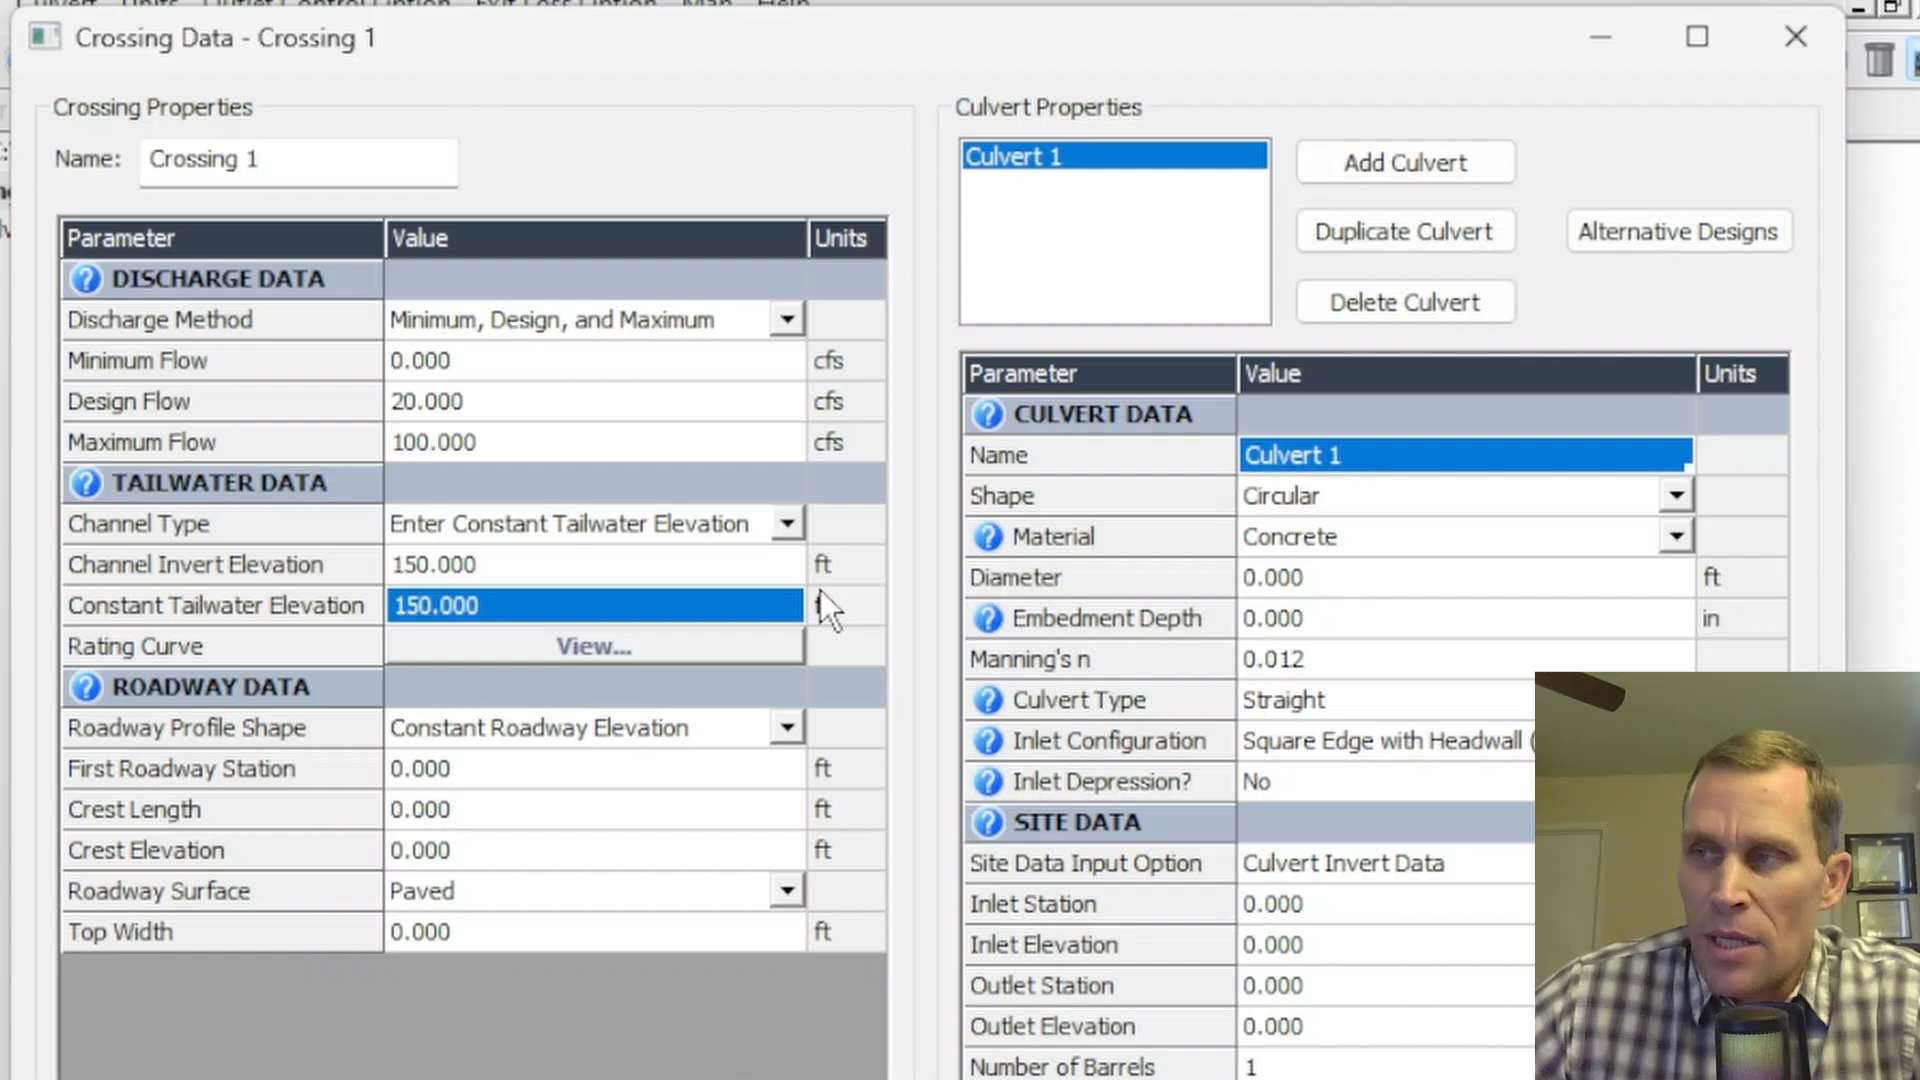 Crossing Data - Crossing 1
Crossing Properties
Name: Crossing 1
Parameter Value Units
DISCHARGE DATA
Discharge Method Minimum, Design, and Maximum
Minimum Flow 0.000 cfs
Design Flow 20.000 cfs
Maximum Flow 100.000 cfs
TAILWATER DATA
Channel Type Enter Constant Tailwater Elevation
Channel Invert Elevation 150.000 ft
Constant Tailwater Elevation 150.000
Rating Curve View...
ROADWAY DATA
Roadway Profile Shape Constant Roadway Elevation
First Roadway Station 0.000 ft
Crest Length 0.000 ft
Crest Elevation 0.000 ft
Roadway Surface Paved
Top Width 0.000 ft
Culvert Properties
Culvert 1
Add Culvert
Duplicate Culvert
Alternative Designs
Delete Culvert
Parameter Value Units
CULVERT DATA
Name Culvert 1
Shape Circular
Material Concrete
Diameter 0.000 ft
Embedment Depth 0.000 in
Manning's n 0.012
Culvert Type Straight
Inlet Configuration Square Edge with Headwall (
Inlet Depression? No
SITE DATA
Site Data Input Option Culvert Invert Data
Inlet Station 0.000
Inlet Elevation 0.000
Outlet Station 0.000
Outlet Elevation 0.000
Number of Barrels 1